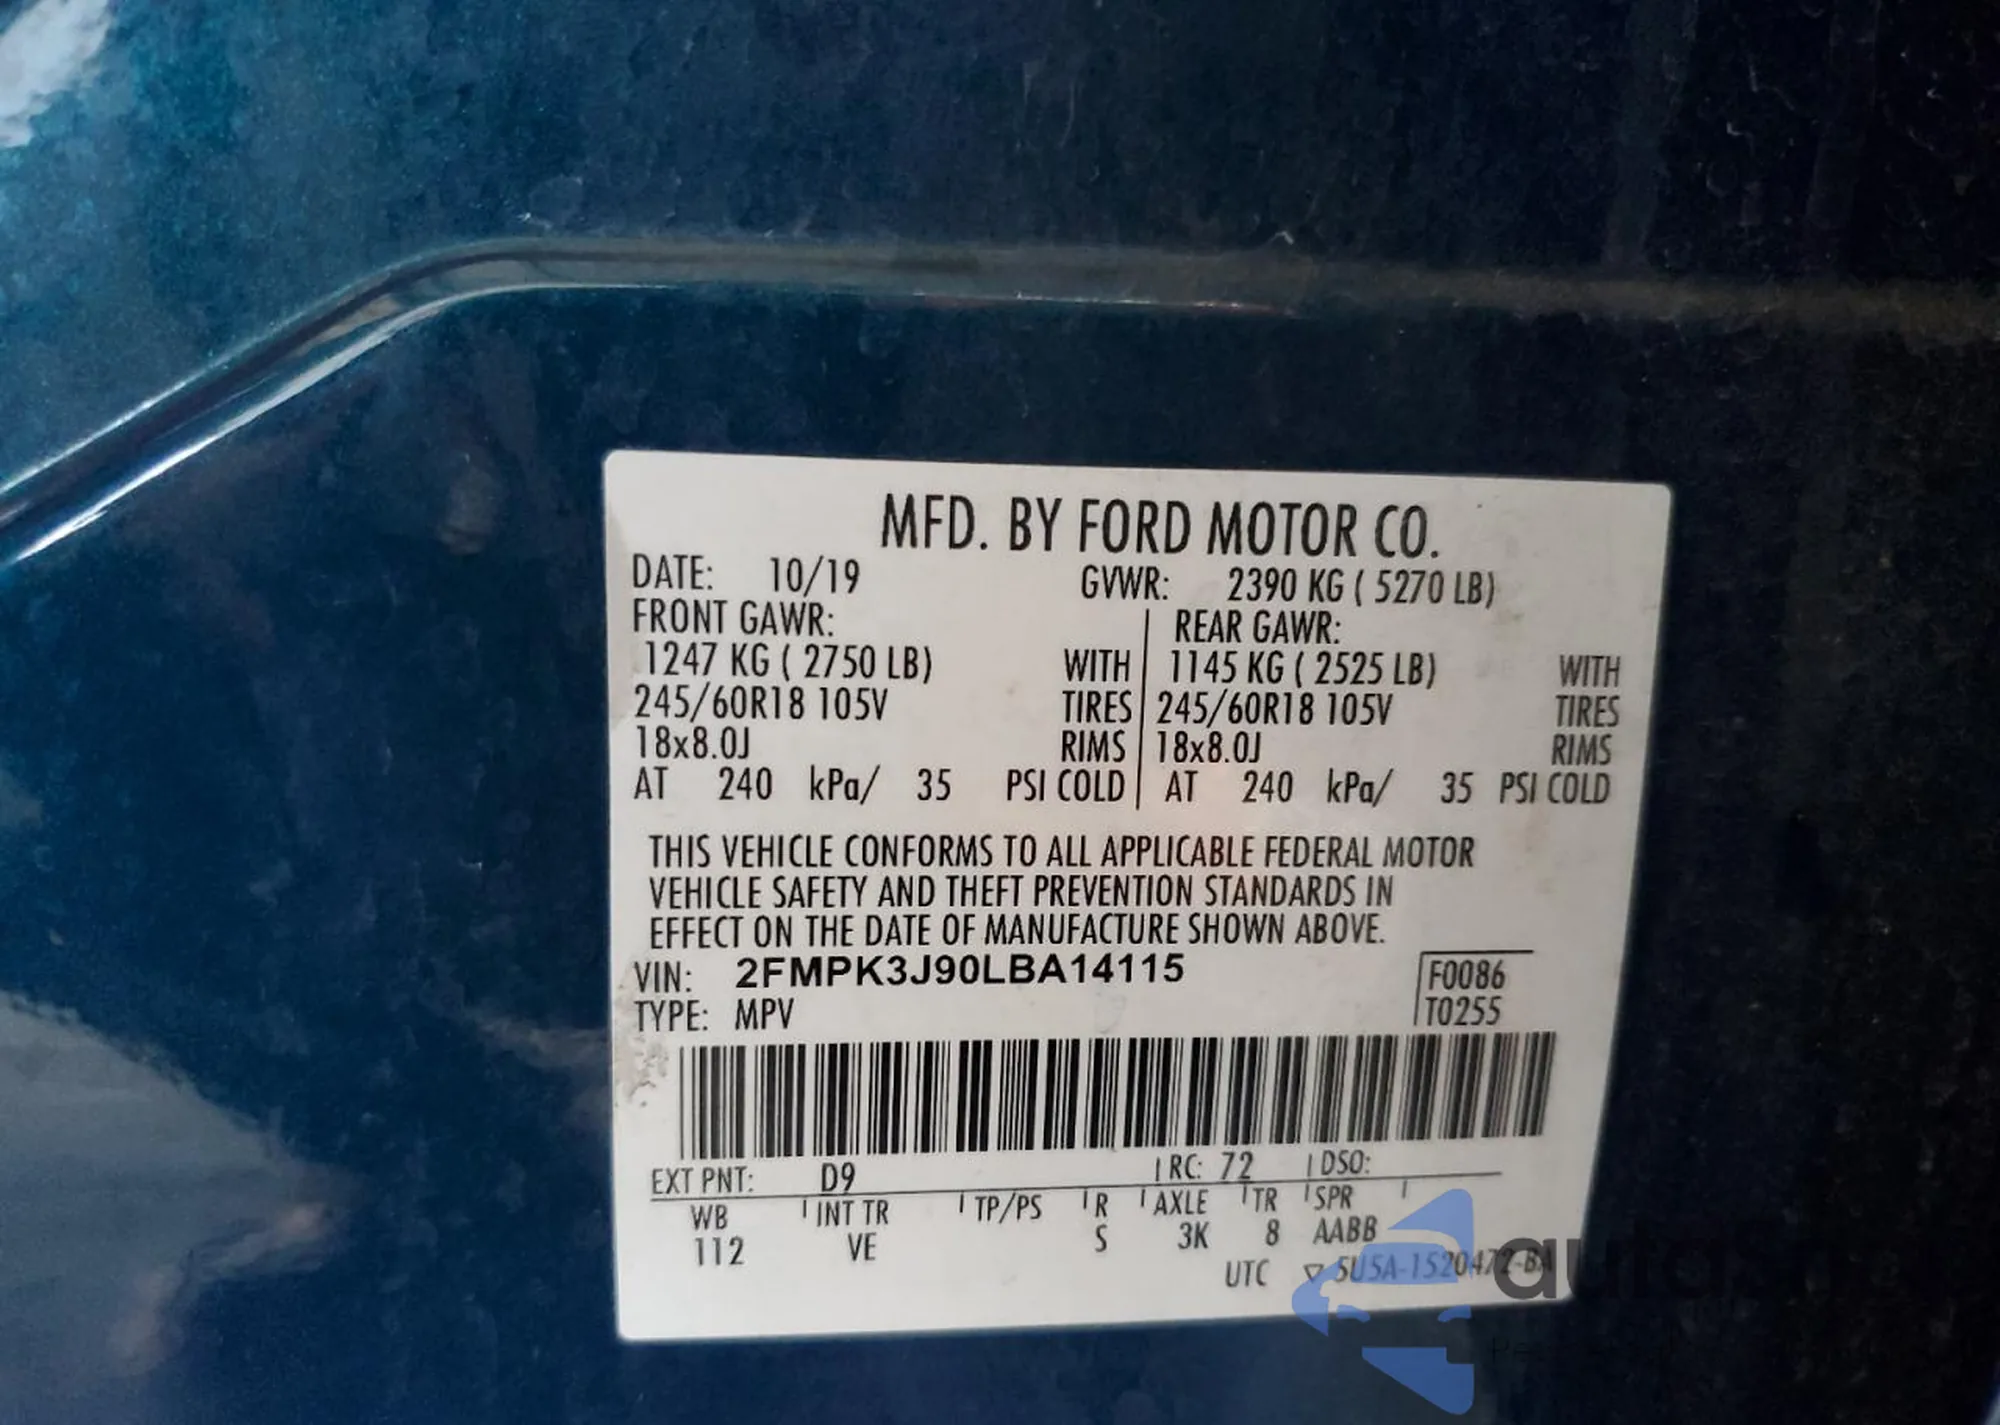 MFD. BY FORD MOTOR CO.
DATE: 10/19 GVWR: 2390 KG ( 5270 LB)
FRONT GAWR: REAR GAWR:
1247 KG ( 2750 LB) WITH 1145 KG ( 2525 LB) WITH
245/60R18 105V TIRES 245/60R18 105V TIRES
18x8.0J RIMS 18x8.0J RIMS
AT 240 kPa/ 35 PSI COLD AT 240 kPa/ 35 PSI COLD
THIS VEHICLE CONFORMS TO ALL APPLICABLE FEDERAL MOTOR
VEHICLE SAFETY AND THEFT PREVENTION STANDARDS IN
EFFECT ON THE DATE OF MANUFACTURE SHOWN ABOVE.
VIN: 2FMPK3J90LBA14115 F0086
TYPE: MPV T0255
EXT PNT: D9 RC: 72 DSO:
WB INT TR TP/PS R AXLE TR SPR
112 VE S 3K 8 AABB
UTC ▽ 5U5A-1520472-BA